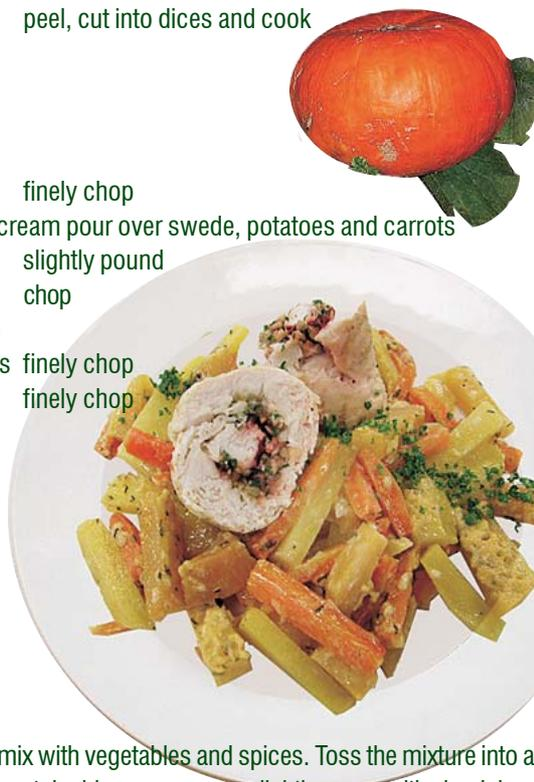 peel, cut into dices and cook
finely chop
cream pour over swede, potatoes and carrots
slightly pound
chop
s finely chop
finely chop
mix with vegetables and spices. Toss the mixture into a